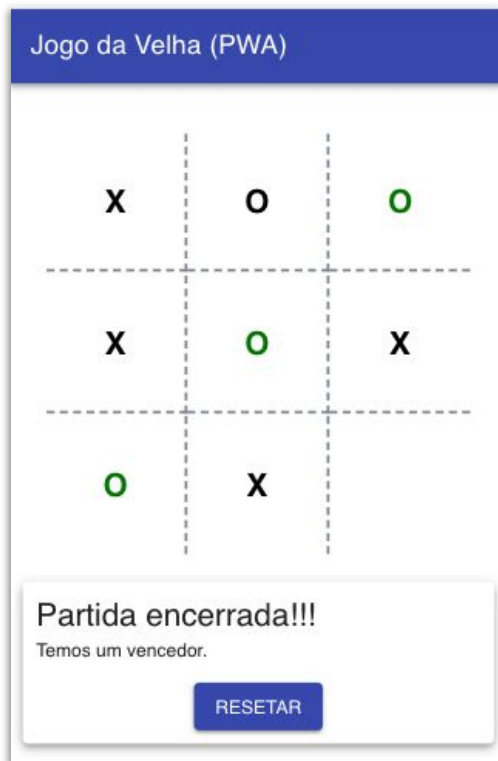 Jogo da Velha (PWA)
X O O
X O X
O X
Partida encerrada!!!
Temos um vencedor.
RESETAR